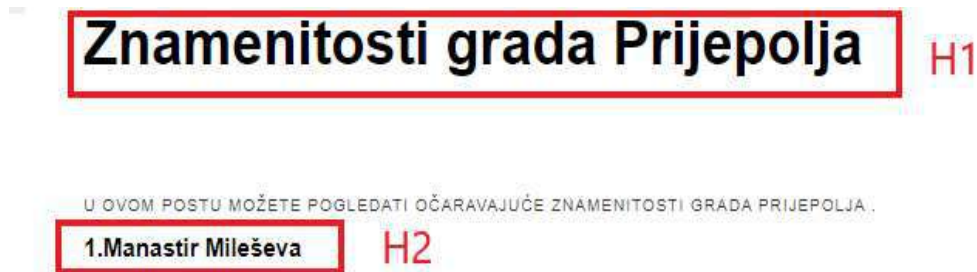 Znamenitosti grada Prijepolja H1
U OVOM POSTU MOŽETE POGLEDATI OČARAVAJUĆE ZNAMENITOSTI GRADA PRIJEPOLJA .
1.Manastir Mileševa H2